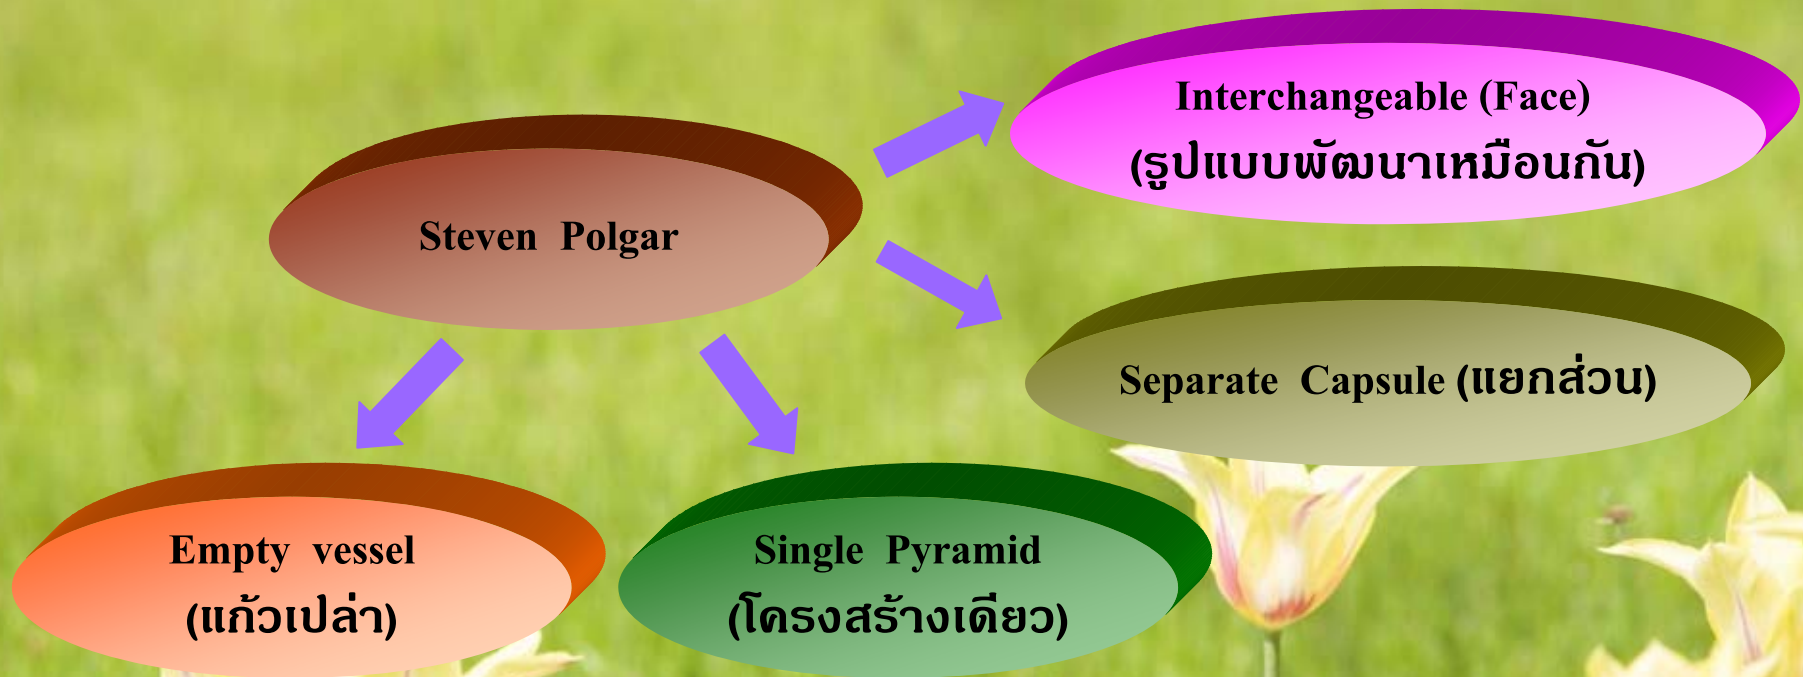 Interchangeable (Face)
(รูปแบบพัฒนาเหมือนกัน)
Steven Polgar
Separate Capsule (แยกส่วน)
Empty vessel
(แก้วเปล่า)
Single Pyramid
(โครงสร้างเดียว)